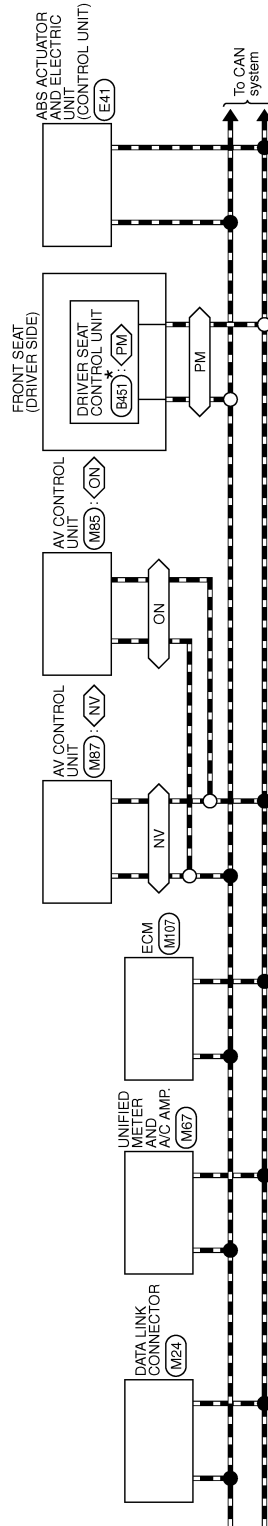 DATA LINK
CONNECTOR
M24
UNIFIED
METER
AND
A/C AMP.
M67
ECM
M107
AV CONTROL
UNIT
M87 : NV
NV
AV CONTROL
UNIT
M85 : ON
ON
FRONT SEAT
(DRIVER SIDE)
DRIVER SEAT
CONTROL UNIT
*
B451 : PM
PM
ABS ACTUATOR
AND ELECTRIC
UNIT
(CONTROL UNIT)
E41
To CAN
system